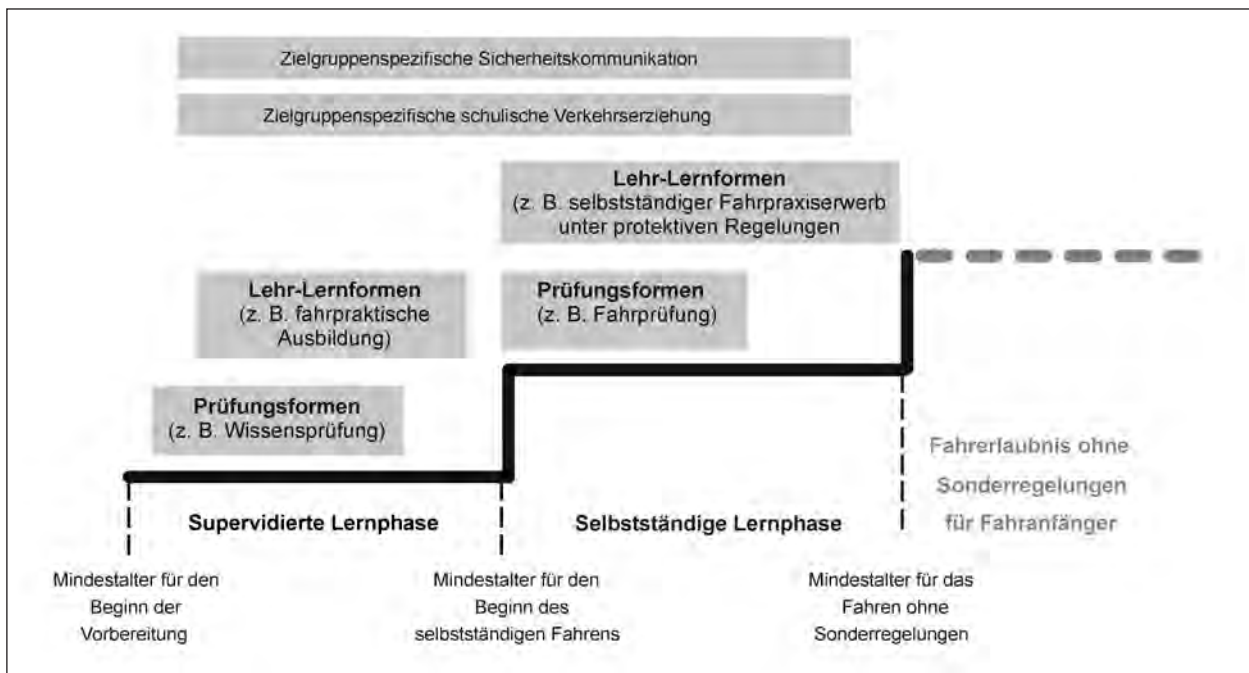 Zielgruppenspezifische Sicherheitskommunikation
Zielgruppenspezifische schulische Verkehrserziehung
Lehr-Lernformen
(z. B. selbstständiger Fahrpraxiserwerb
unter protektiven Regelungen
Lehr-Lernformen
(z. B. fahrpraktische
Ausbildung)
Prüfungsformen
(z. B. Fahrprüfung)
Prüfungsformen
(z. B. Wissensprüfung)
Fahrerlaubnis ohne
Sonderregelungen
für Fahranfänger
Supervidierte Lernphase
Selbstständige Lernphase
Mindestalter für den
Beginn der
Vorbereitung
Mindestalter für den
Beginn des
selbstständigen Fahrens
Mindestalter für das
Fahren ohne
Sonderregelungen